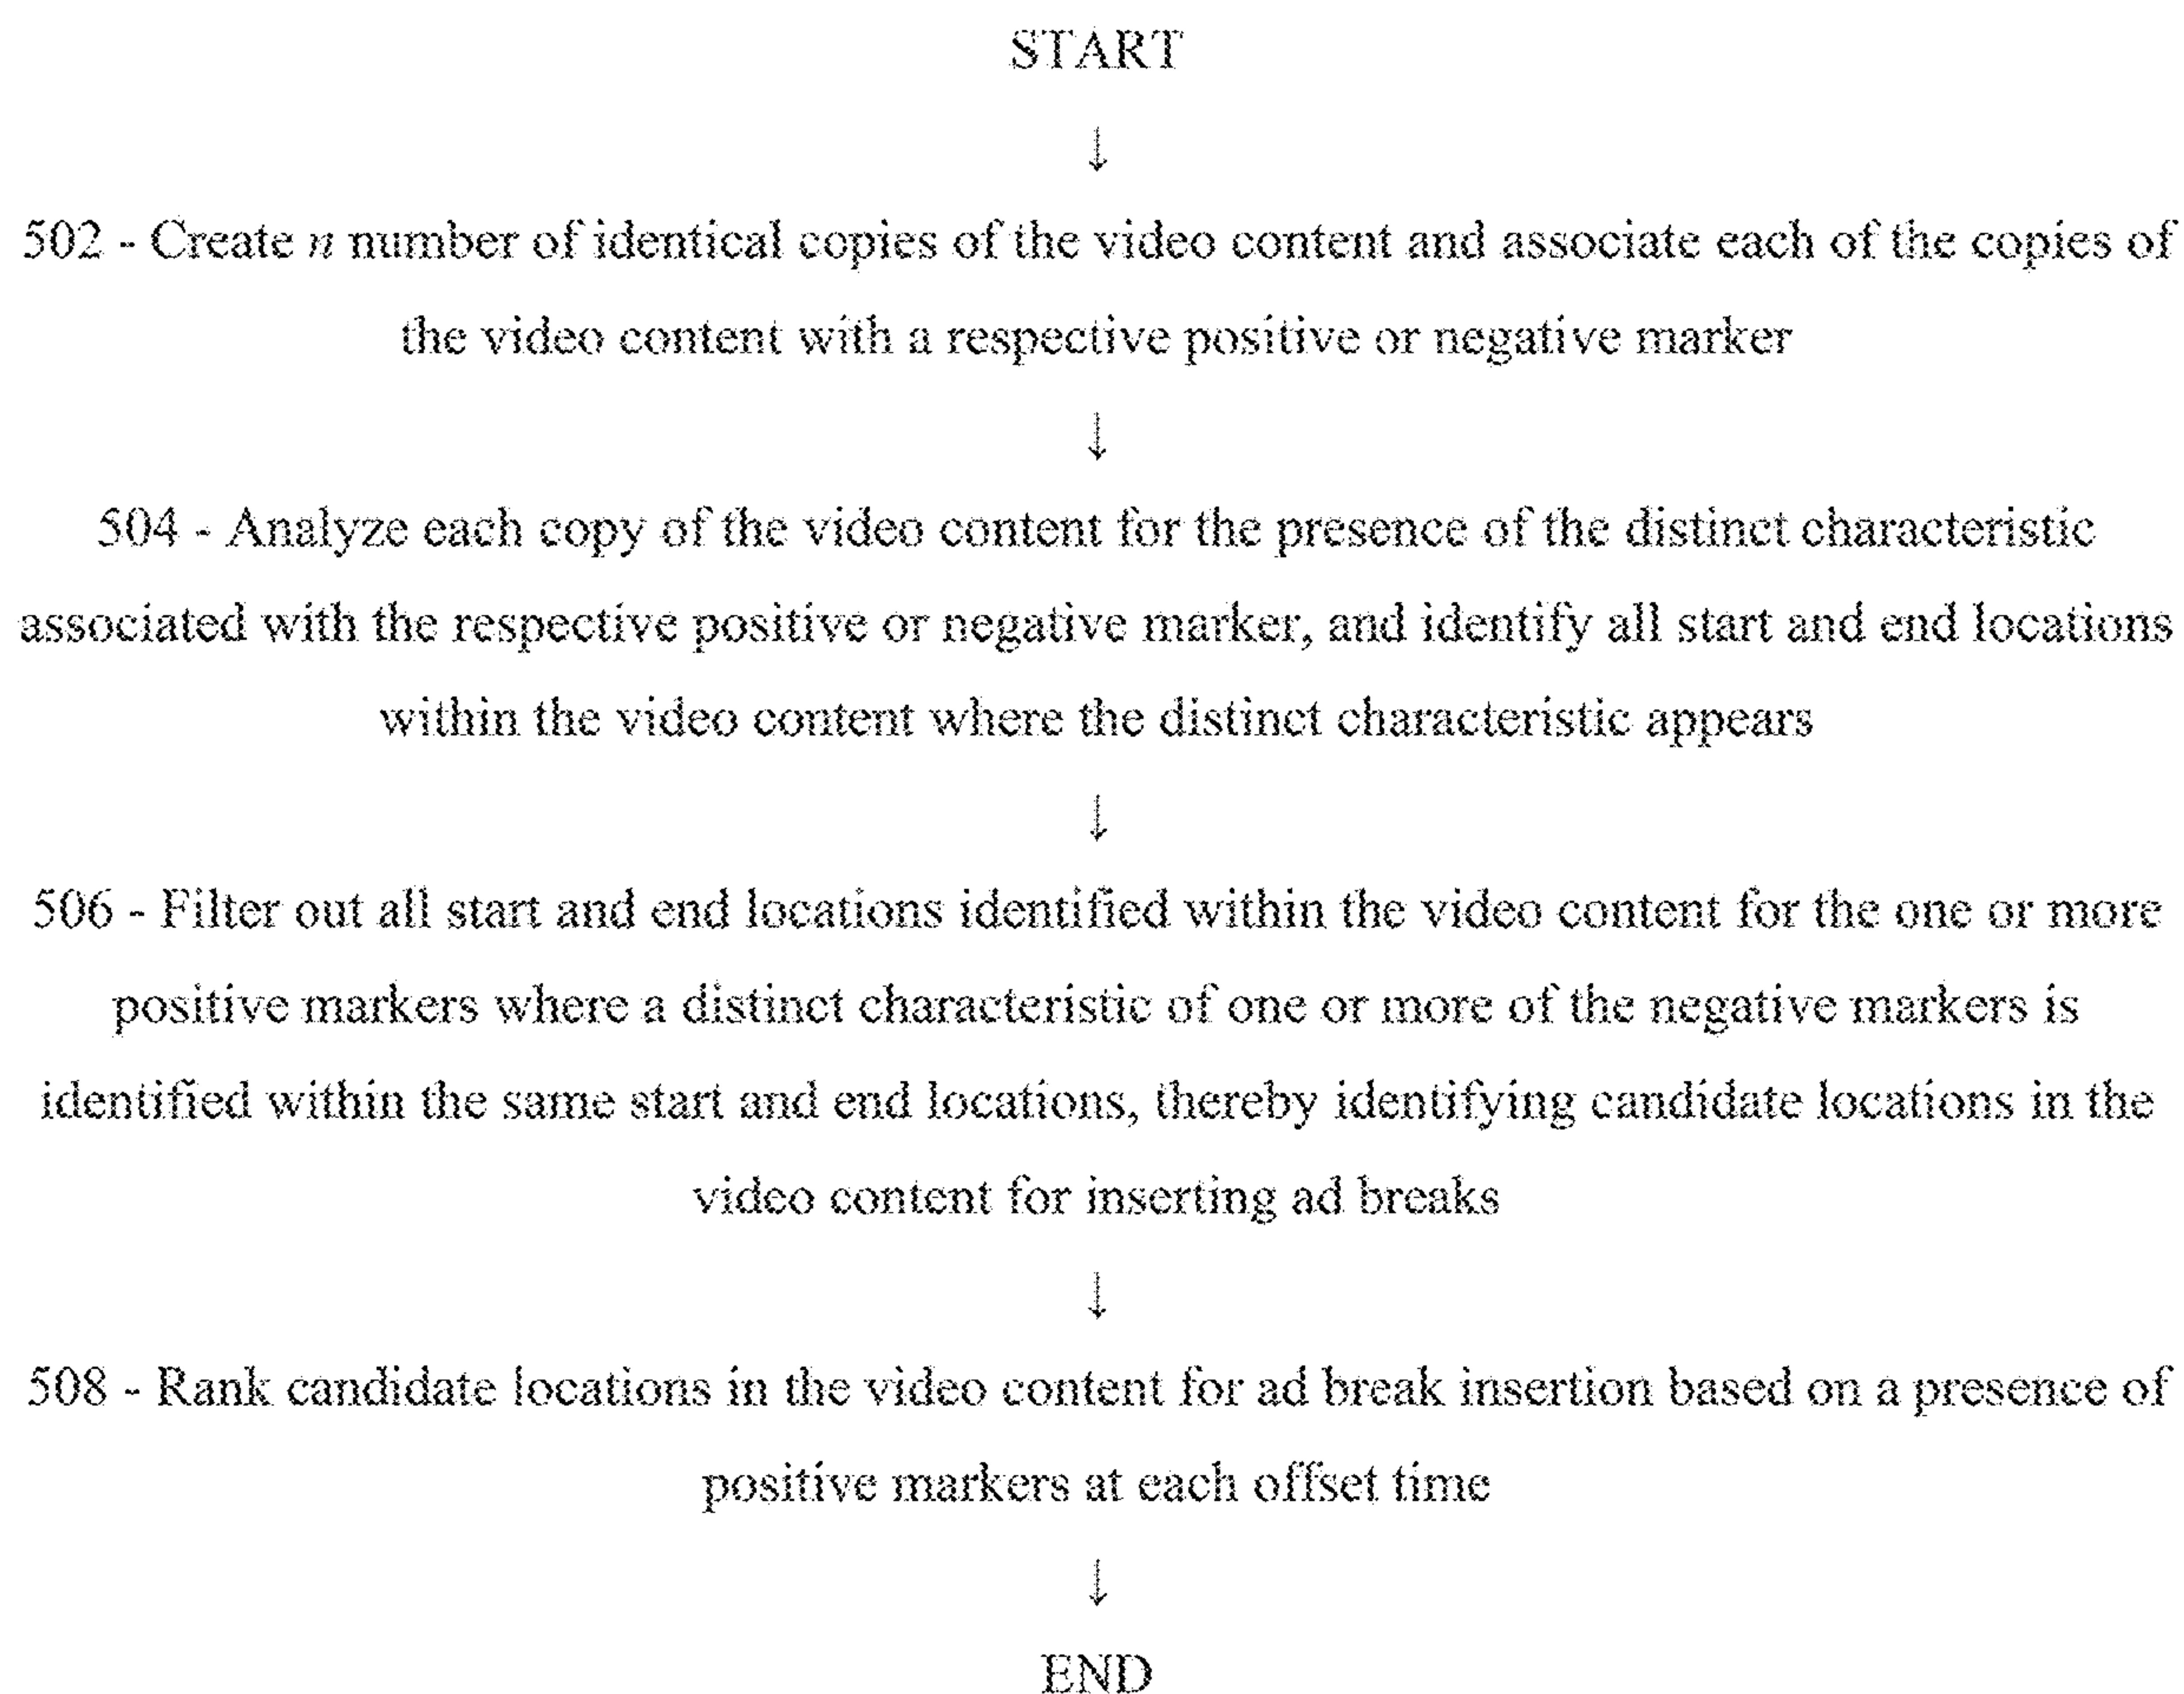 START
↓
502 - Create n number of identical copies of the video content and associate each of the copies of
the video content with a respective positive or negative marker
↓
504 - Analyze each copy of the video content for the presence of the distinct characteristic
associated with the respective positive or negative marker, and identify all start and end locations
within the video content where the distinct characteristic appears
↓
506 - Filter out all start and end locations identified within the video content for the one or more
positive markers where a distinct characteristic of one or more of the negative markers is
identified within the same start and end locations, thereby identifying candidate locations in the
video content for inserting ad breaks
↓
508 - Rank candidate locations in the video content for ad break insertion based on a presence of
positive markers at each offset time
↓
END